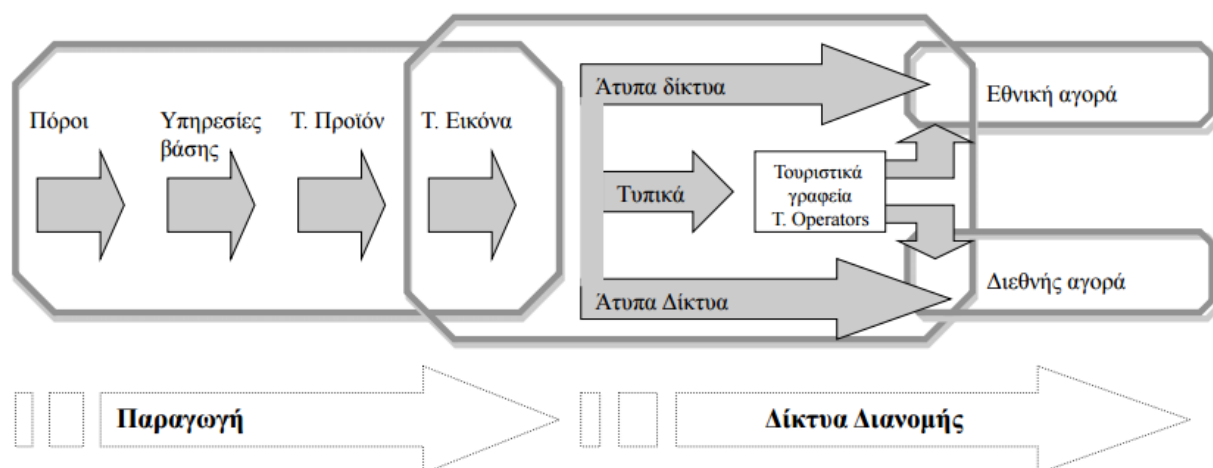 Πόροι
Υπηρεσίες
βάσης
Τ. Προϊόν
Τ. Εικόνα
Άτυπα δίκτυα
Τυπικά
Άτυπα Δίκτυα
Τουριστικά
γραφεία
T. Operators
Εθνική αγορά
Διεθνής αγορά
Παραγωγή
Δίκτυα Διανομής